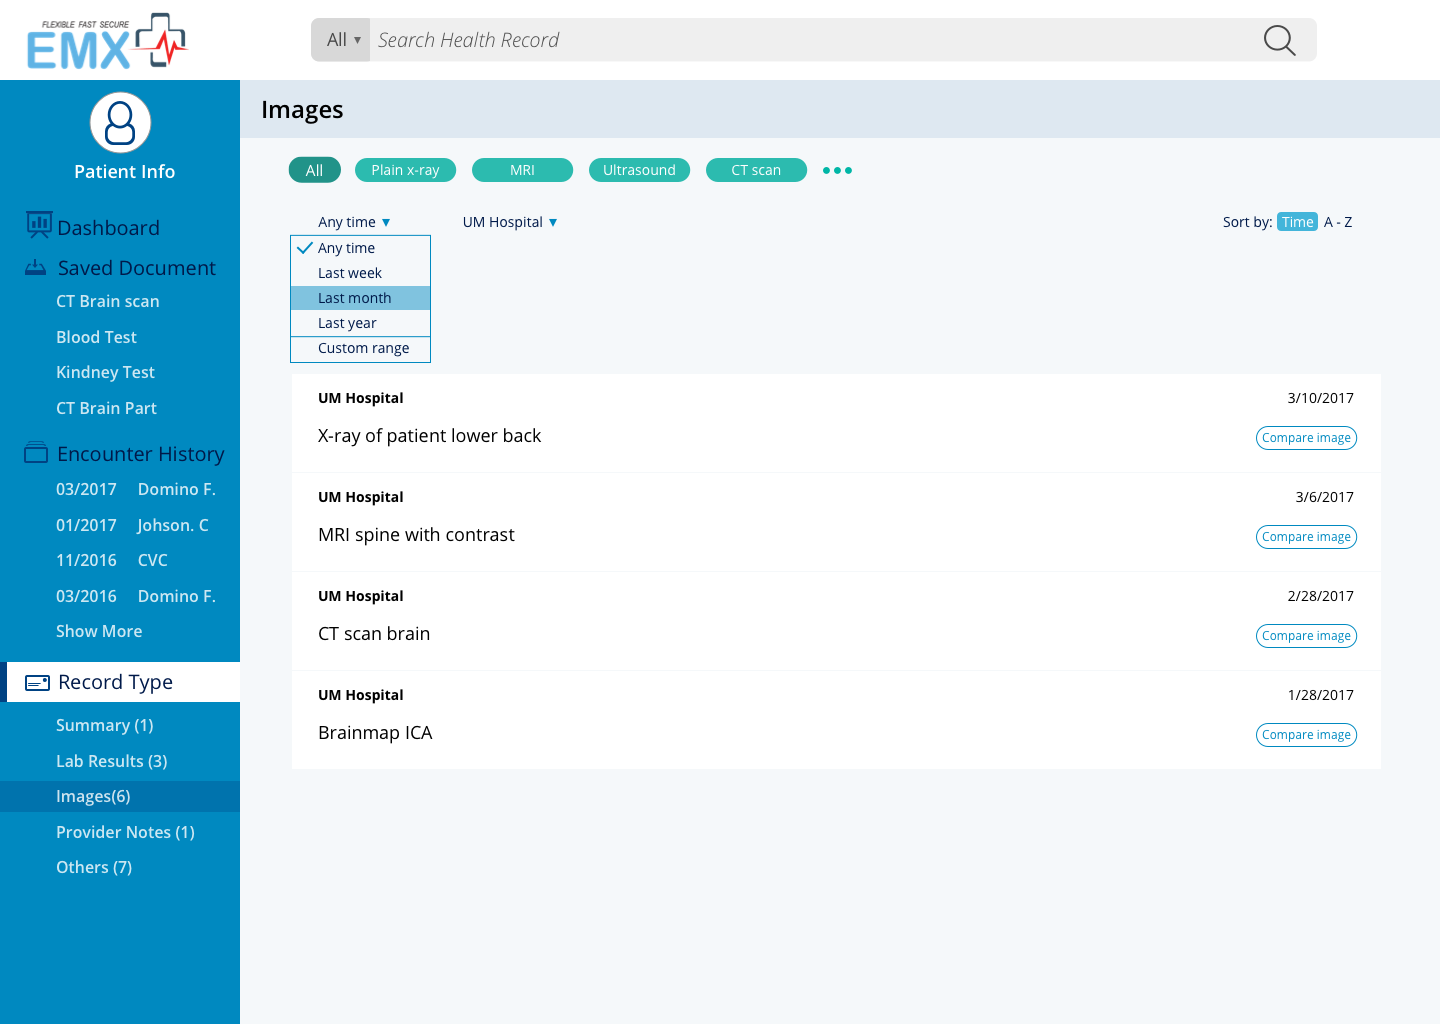 FLEXIBLE FAST SECURE
EMX
All ▾ Search Health Record
Patient Info
Dashboard
Saved Document
CT Brain scan
Blood Test
Kindney Test
CT Brain Part
Encounter History
03/2017 Domino F.
01/2017 Johson. C
11/2016 CVC
03/2016 Domino F.
Show More
Record Type
Summary (1)
Lab Results (3)
Images(6)
Provider Notes (1)
Others (7)
Images
All Plain x-ray MRI Ultrasound CT scan
Any time ▾ UM Hospital ▾ Sort by: Time A - Z
Any time
Last week
Last month
Last year
Custom range
UM Hospital 3/10/2017
X-ray of patient lower back Compare image
UM Hospital 3/6/2017
MRI spine with contrast Compare image
UM Hospital 2/28/2017
CT scan brain Compare image
UM Hospital 1/28/2017
Brainmap ICA Compare image